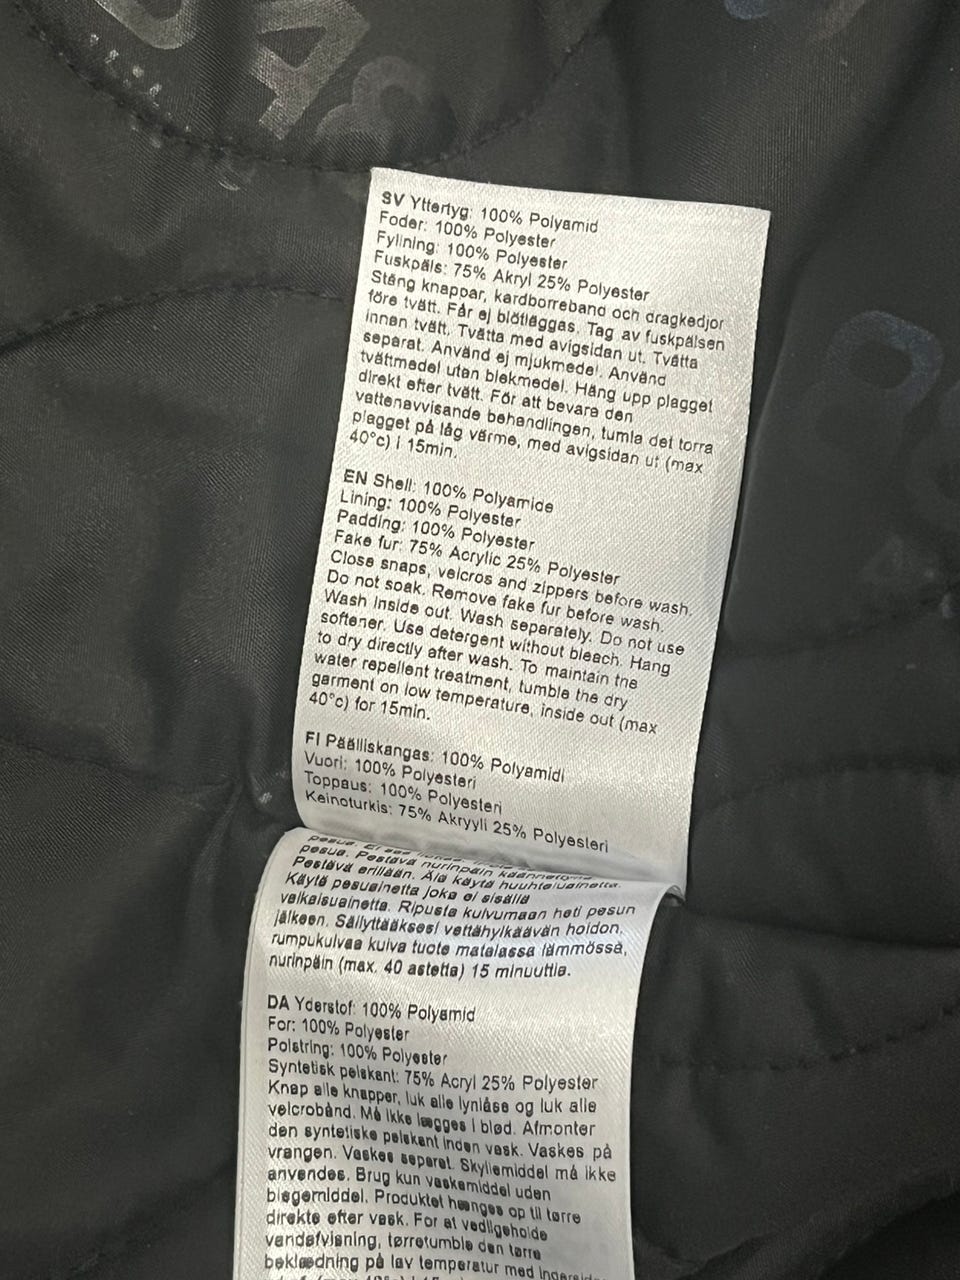 SV Yttertyg: 100% Polyamid
Foder: 100% Polyester
Fyllning: 100% Polyester
Fuskpäls: 75% Akryl 25% Polyester
Stäng knappar, kardborreband och dragkedjor
före tvätt. Får ej blötläggas. Tag av fuskpälsen
innan tvätt. Tvätta med avigsidan ut. Tvätta
separat. Använd ej mjukmedel. Använd
tvättmedel utan blekmedel. Häng upp plagget
direkt efter tvätt. För att bevara den
vattenavvisande behandlingen, tumla det torra
plagget på låg värme, med avigsidan ut (max
40°c) i 15min.
EN Shell: 100% Polyamide
Lining: 100% Polyester
Padding: 100% Polyester
Fake fur: 75% Acrylic 25% Polyester
Close snaps, velcros and zippers before wash.
Do not soak. Remove fake fur before wash.
Wash inside out. Wash separately. Do not use
softener. Use detergent without bleach. Hang
to dry directly after wash. To maintain the
water repellent treatment, tumble the dry
garment on low temperature, inside out (max
40°c) for 15min.
FI Päälliskangas: 100% Polyamidi
Vuori: 100% Polyesteri
Toppaus: 100% Polyesteri
Keinoturkis: 75% Akryyli 25% Polyesteri
pesua. Pestävä nurinpäin käännettynä.
Pestävä erillään. Älä käytä huuhteluainetta.
Käytä pesuainetta joka ei sisällä
valkaisuainetta. Ripusta kuivumaan heti pesun
jälkeen. Säilyttääksesi vettähylkäävän hoidon,
rumpukuivaa kuiva tuote matalassa lämmössä,
nurinpäin (max. 40 astetta) 15 minuuttia.
DA Yderstof: 100% Polyamid
For: 100% Polyester
Polstring: 100% Polyester
Syntetisk pelskant: 75% Acryl 25% Polyester
Knap alle knapper, luk alle lynlåse og luk alle
velcrobånd. Må ikke lægges i blød. Afmonter
den syntetiske pelskant inden vask. Vaskes på
vrangen. Vaskes separat. Skyllemiddel må ikke
anvendes. Brug kun vaskemiddel uden
blegemiddel. Produktet hænges op til tørre
direkte efter vask. For at vedligeholde
vandafvisning, tørretumble den tørre
beklædning på lav temperatur med